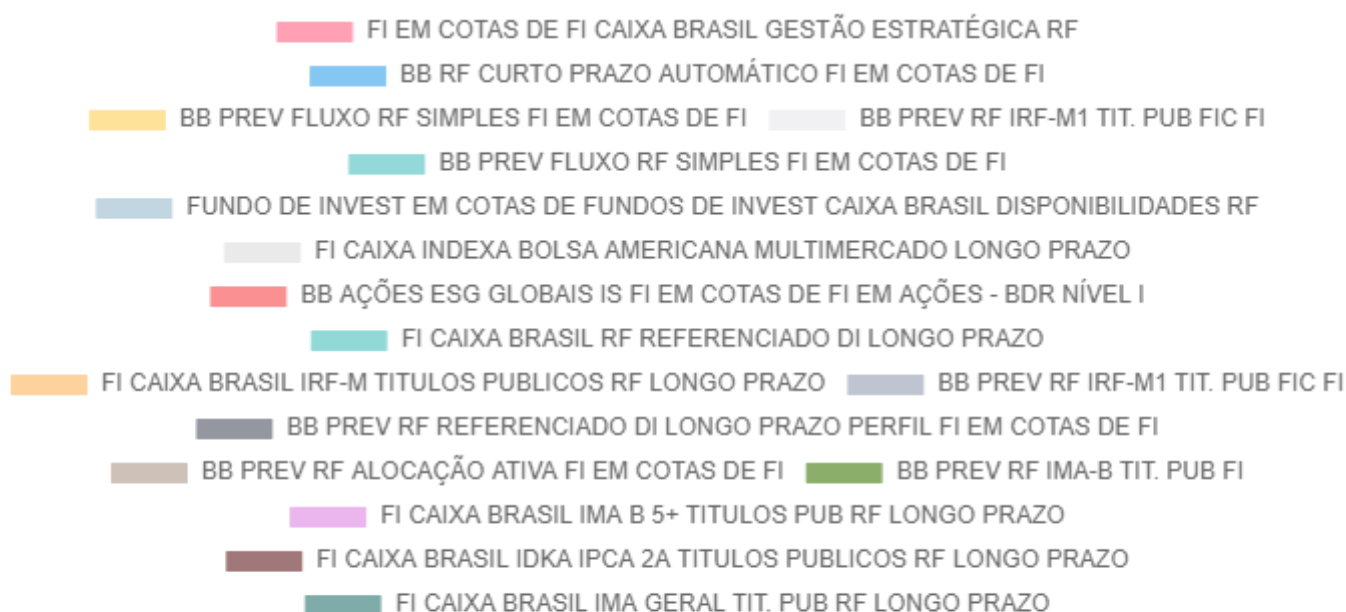 FI EM COTAS DE FI CAIXA BRASIL GESTÃO ESTRATÉGICA RF
BB RF CURTO PRAZO AUTOMÁTICO FI EM COTAS DE FI
BB PREV FLUXO RF SIMPLES FI EM COTAS DE FI BB PREV RF IRF-M1 TIT. PUB FIC FI
BB PREV FLUXO RF SIMPLES FI EM COTAS DE FI
FUNDO DE INVEST EM COTAS DE FUNDOS DE INVEST CAIXA BRASIL DISPONIBILIDADES RF
FI CAIXA INDEXA BOLSA AMERICANA MULTIMERCADO LONGO PRAZO
BB AÇÕES ESG GLOBAIS IS FI EM COTAS DE FI EM AÇÕES - BDR NÍVEL I
FI CAIXA BRASIL RF REFERENCIADO DI LONGO PRAZO
FI CAIXA BRASIL IRF-M TITULOS PUBLICOS RF LONGO PRAZO BB PREV RF IRF-M1 TIT. PUB FIC FI
BB PREV RF REFERENCIADO DI LONGO PRAZO PERFIL FI EM COTAS DE FI
BB PREV RF ALOCAÇÃO ATIVA FI EM COTAS DE FI BB PREV RF IMA-B TIT. PUB FI
FI CAIXA BRASIL IMA B 5+ TITULOS PUB RF LONGO PRAZO
FI CAIXA BRASIL IDKA IPCA 2A TITULOS PUBLICOS RF LONGO PRAZO
FI CAIXA BRASIL IMA GERAL TIT. PUB RF LONGO PRAZO